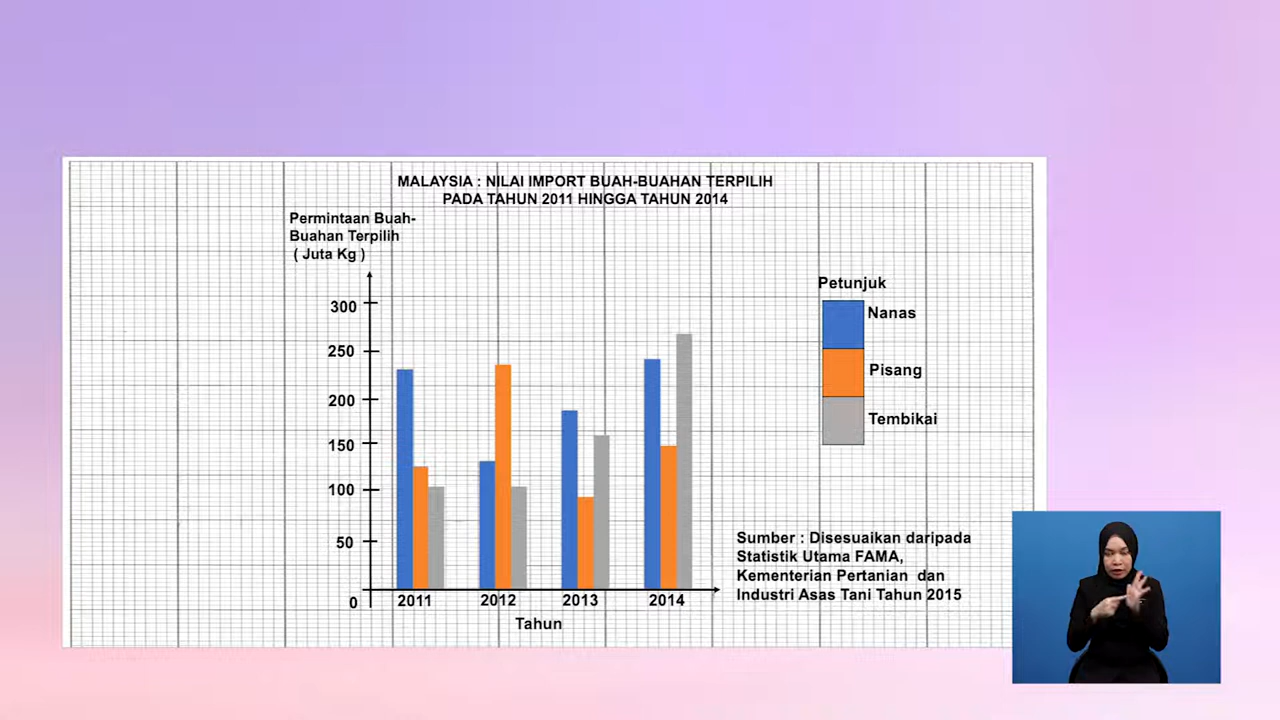 MALAYSIA : NILAI IMPORT BUAH-BUAHAN TERPILIH
PADA TAHUN 2011 HINGGA TAHUN 2014
Permintaan Buah-
Buahan Terpilih
( Juta Kg )
300
250
200
150
100
50
0
2011 2012 2013 2014
Tahun
Petunjuk
Nanas
Pisang
Tembikai
Sumber : Disesuaikan daripada
Statistik Utama FAMA,
Kementerian Pertanian dan
Industri Asas Tani Tahun 2015